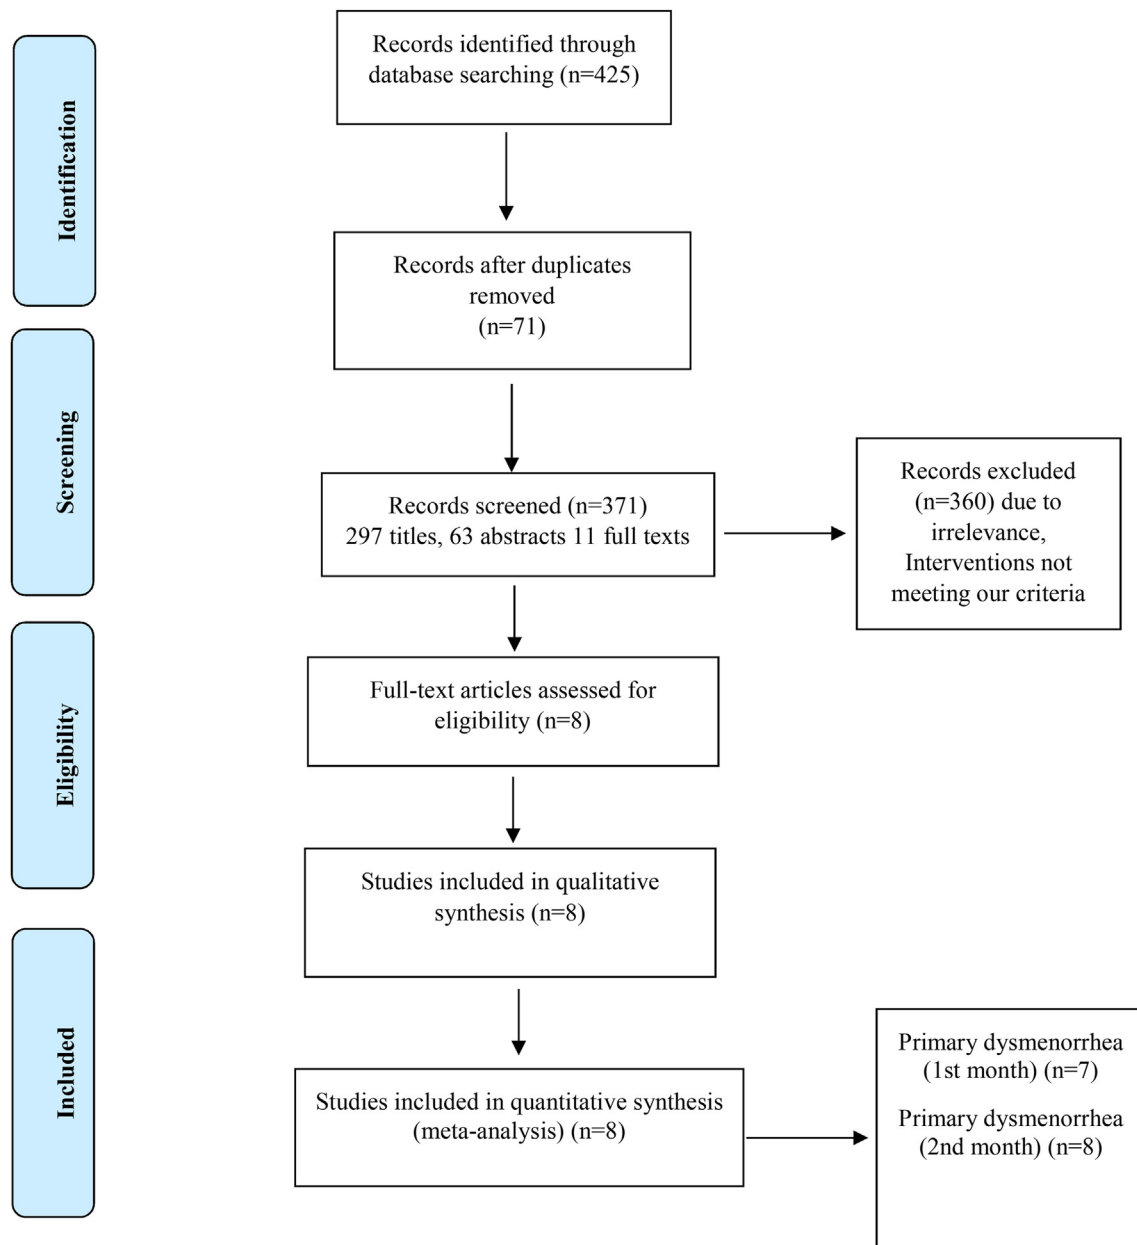 Identification
Records identified through
database searching (n=425)
Records after duplicates
removed
(n=71)
Screening
Records screened (n=371)
297 titles, 63 abstracts 11 full texts
Records excluded
(n=360) due to
irrelevance,
Interventions not
meeting our criteria
Eligibility
Full-text articles assessed for
eligibility (n=8)
Studies included in qualitative
synthesis (n=8)
Included
Studies included in quantitative synthesis
(meta-analysis) (n=8)
Primary dysmenorrhea
(1st month) (n=7)
Primary dysmenorrhea
(2nd month) (n=8)